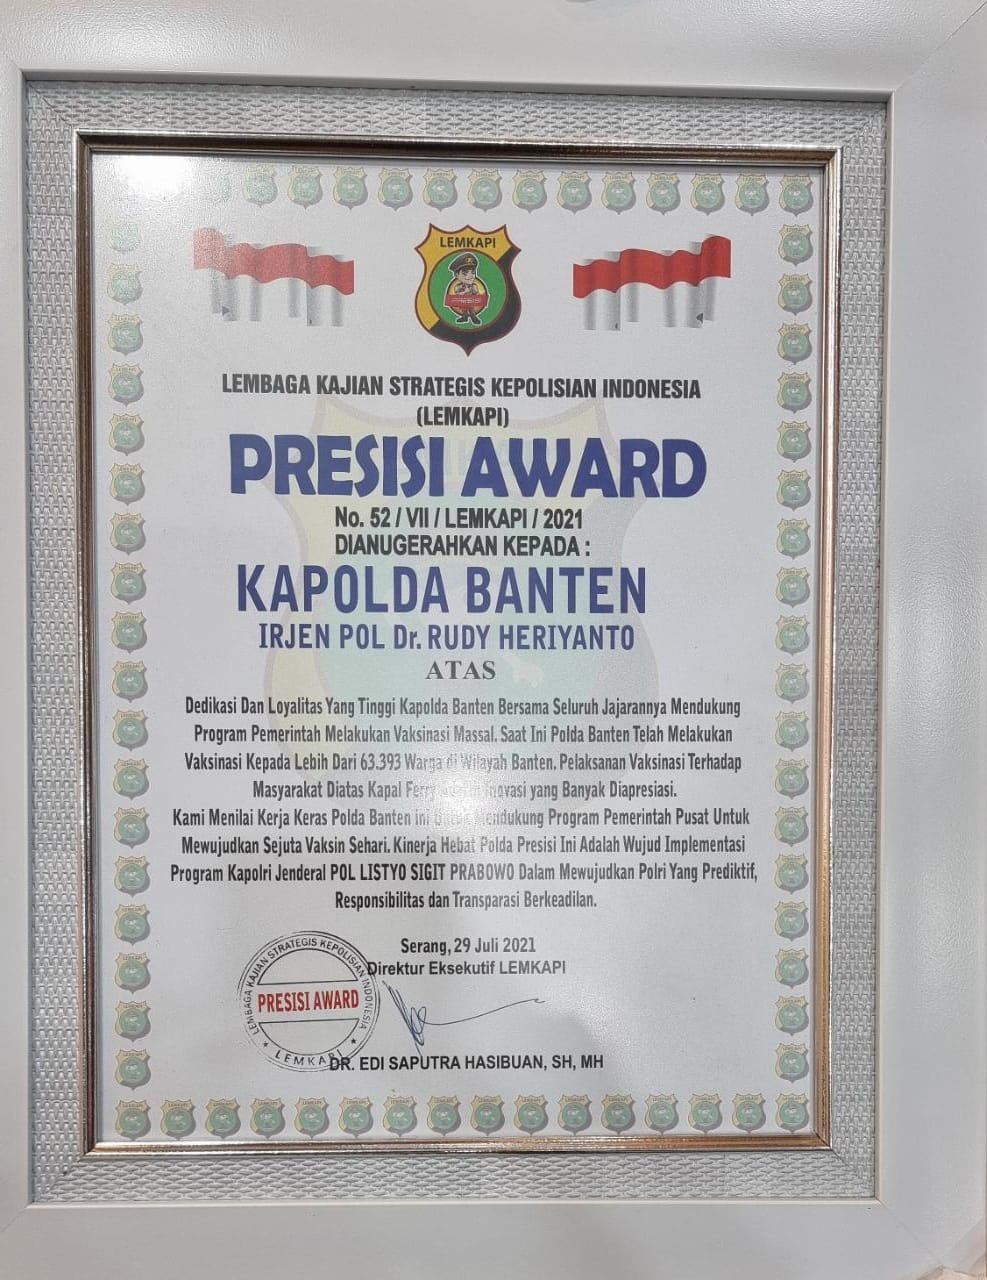 LEMKAPI
PRESISI
LEMBAGA KAJIAN STRATEGIS KEPOLISIAN INDONESIA
(LEMKAPI)
PRESISI AWARD
No. 52 / VII / LEMKAPI / 2021
DIANUGERAHKAN KEPADA :
KAPOLDA BANTEN
IRJEN POL Dr. RUDY HERIYANTO
ATAS
Dedikasi Dan Loyalitas Yang Tinggi Kapolda Banten Bersama Seluruh Jajarannya Mendukung
Program Pemerintah Melakukan Vaksinasi Massal. Saat Ini Polda Banten Telah Melakukan
Vaksinasi Kepada Lebih Dari 63.393 Warga di Wilayah Banten. Pelaksanan Vaksinasi Terhadap
Masyarakat Diatas Kapal Ferry Inovasi yang Banyak Diapresiasi.
Kami Menilai Kerja Keras Polda Banten ini Untuk Mendukung Program Pemerintah Pusat Untuk
Mewujudkan Sejuta Vaksin Sehari. Kinerja Hebat Polda Presisi Ini Adalah Wujud Implementasi
Program Kapolri Jenderal POL LISTYO SIGIT PRABOWO Dalam Mewujudkan Polri Yang Prediktif,
Responsibilitas dan Transparasi Berkeadilan.
Serang, 29 Juli 2021
Direktur Eksekutif LEMKAPI
LEMBAGA KAJIAN STRATEGIS KEPOLISIAN INDONESIA
PRESISI AWARD
LEMKAPI
DR. EDI SAPUTRA HASIBUAN, SH, MH